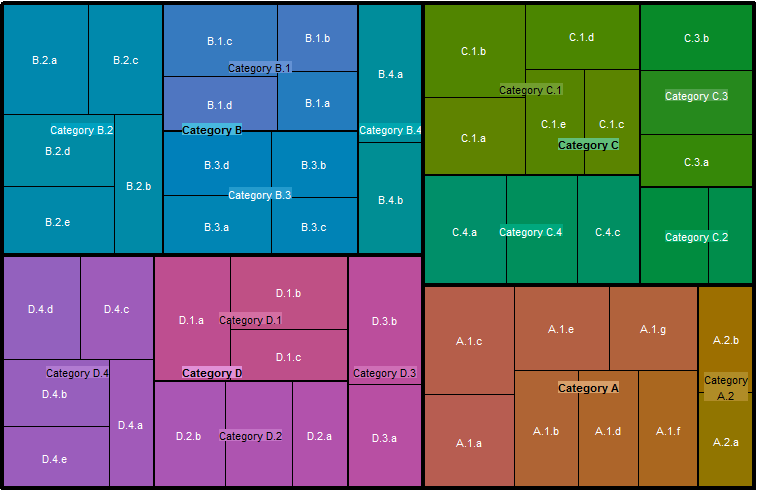 B.2.a
B.2.c
Category B.2
B.2.d
B.2.b
B.2.e
B.1.c
B.1.b
Category B.1
B.1.d
B.1.a
Category B
B.3.d
B.3.b
Category B.3
B.3.a
B.3.c
B.4.a
Category B.4
B.4.b
C.1.b
C.1.d
Category C.1
C.1.a
C.1.e
C.1.c
Category C
C.3.b
Category C.3
C.3.a
C.4.a
Category C.4
C.4.c
Category C.2
D.4.d
D.4.c
Category D.4
D.4.b
D.4.a
D.4.e
D.1.a
D.1.b
Category D.1
D.1.c
Category D
D.3.b
Category D.3
D.3.a
D.2.b
Category D.2
D.2.a
A.1.c
A.1.e
A.1.g
Category A
A.1.a
A.1.b
A.1.d
A.1.f
A.2.b
Category
A.2
A.2.a